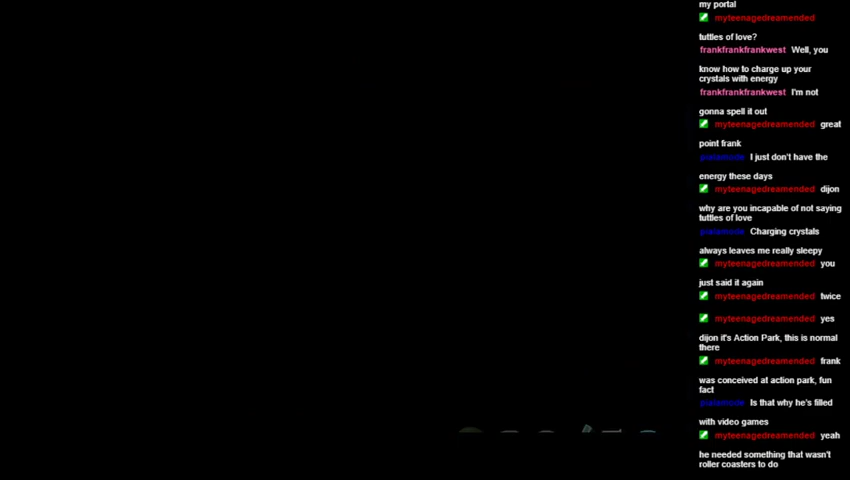 my portal
myteenagedreamended
tuttles of love?
frankfrankfrankwest Well, you
know how to charge up your
crystals with energy
frankfrankfrankwest I'm not
gonna spell it out
myteenagedreamended great
point frank
I just don't have the
energy these days
myteenagedreamended dijon
why are you incapable of not saying
tuttles of love
Charging crystals
always leaves me really sleepy
myteenagedreamended you
just said it again
myteenagedreamended twice
myteenagedreamended yes
dijon it's Action Park, this is normal
there
myteenagedreamended frank
was conceived at action park, fun
fact
Is that why he's filled
with video games
myteenagedreamended yeah
he needed something that wasn't
roller coasters to do